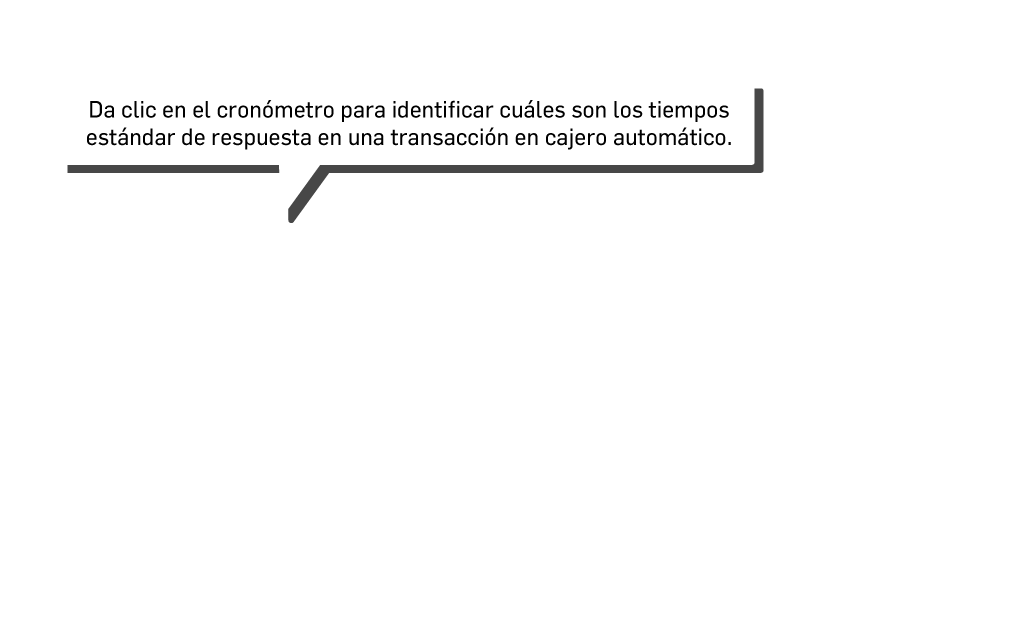 Da clic en el cronómetro para identificar cuáles son los tiempos
estándar de respuesta en una transacción en cajero automático.